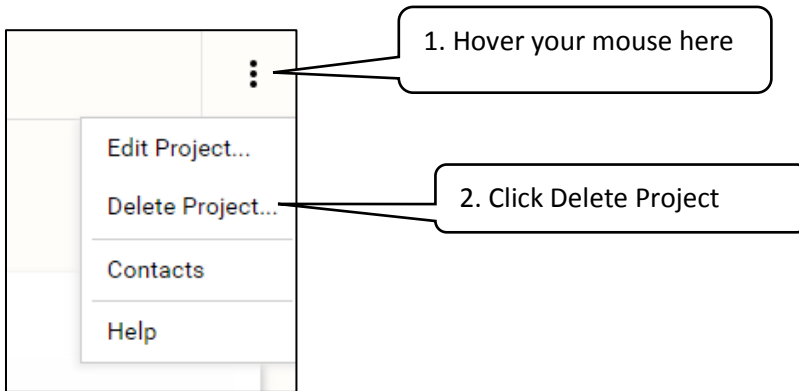 1. Hover your mouse here
Edit Project...
Delete Project...
2. Click Delete Project
Contacts
Help